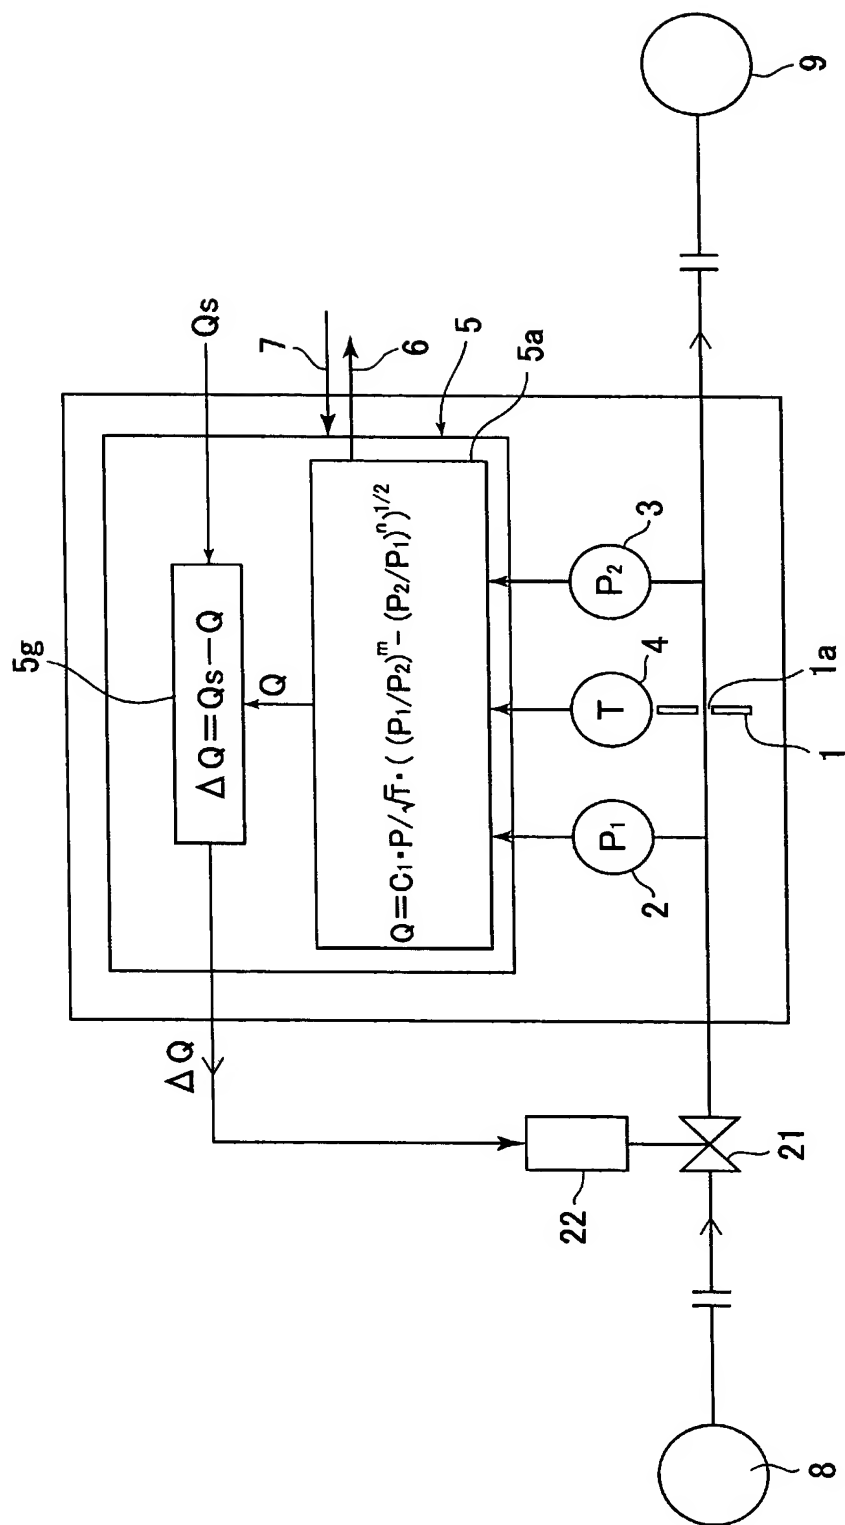 5g
Qs
ΔQ=Qs−Q
ΔQ
Q
7
6
5
5a
Q=C₁・P/√T・((P₁/P₂)ᵐ−(P₂/P₁)ⁿ)^1/2
P₁
T
P₂
2
4
3
1a
1
22
21
8
9